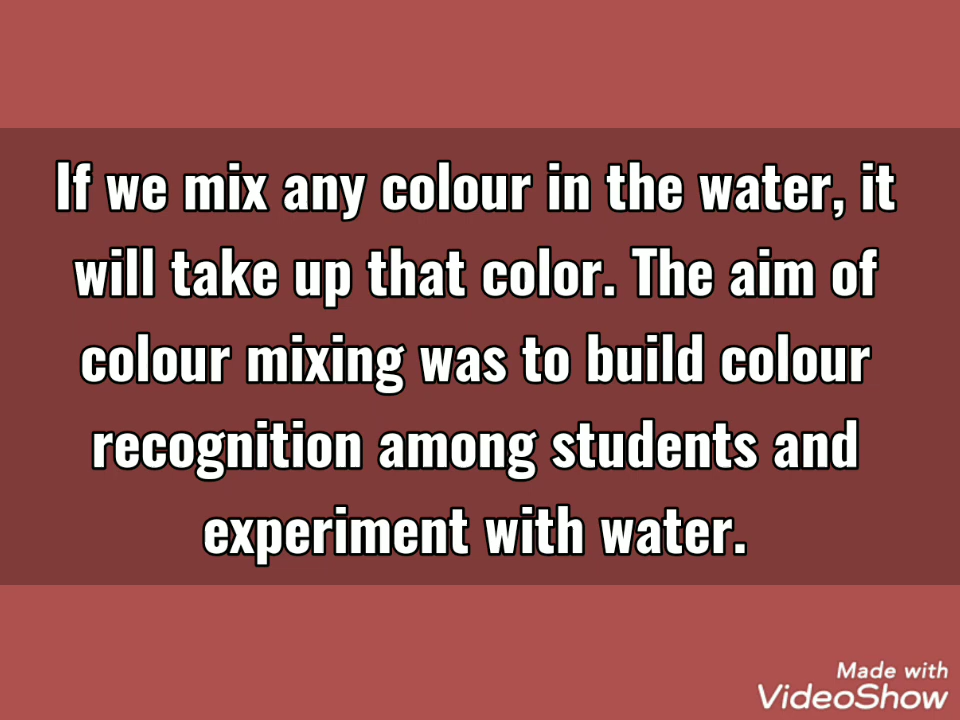 If we mix any colour in the water, it
will take up that color. The aim of
colour mixing was to build colour
recognition among students and
experiment with water.
Made with
VideoShow